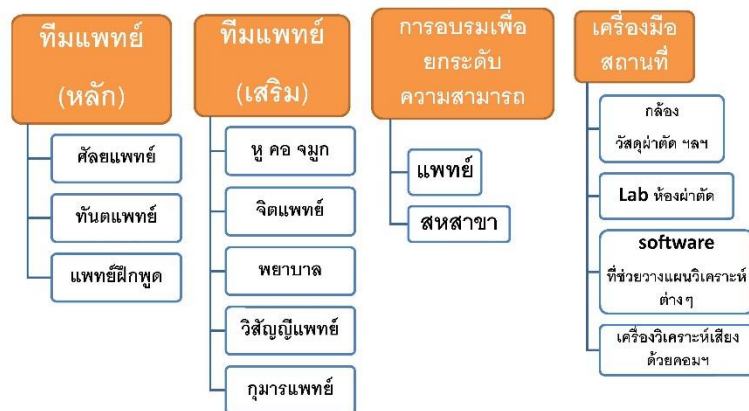 ทีมแพทย์
(หลัก)
ศัลยแพทย์
ทันตแพทย์
แพทย์ฝึกพูด
ทีมแพทย์
(เสริม)
หู คอ จมูก
จิตแพทย์
พยาบาล
วิสัญญีแพทย์
กุมารแพทย์
การอบรมเพื่อ
ยกระดับ
ความสามารถ
แพทย์
สหสาขา
เครื่องมือ
สถานที่
กล้อง
วัสดุผ่าตัด ฯลฯ
Lab ห้องผ่าตัด
software
ที่ช่วยวางแผนวิเคราะห์
ต่างๆ
เครื่องวิเคราะห์เสียง
ด้วยคอมฯ